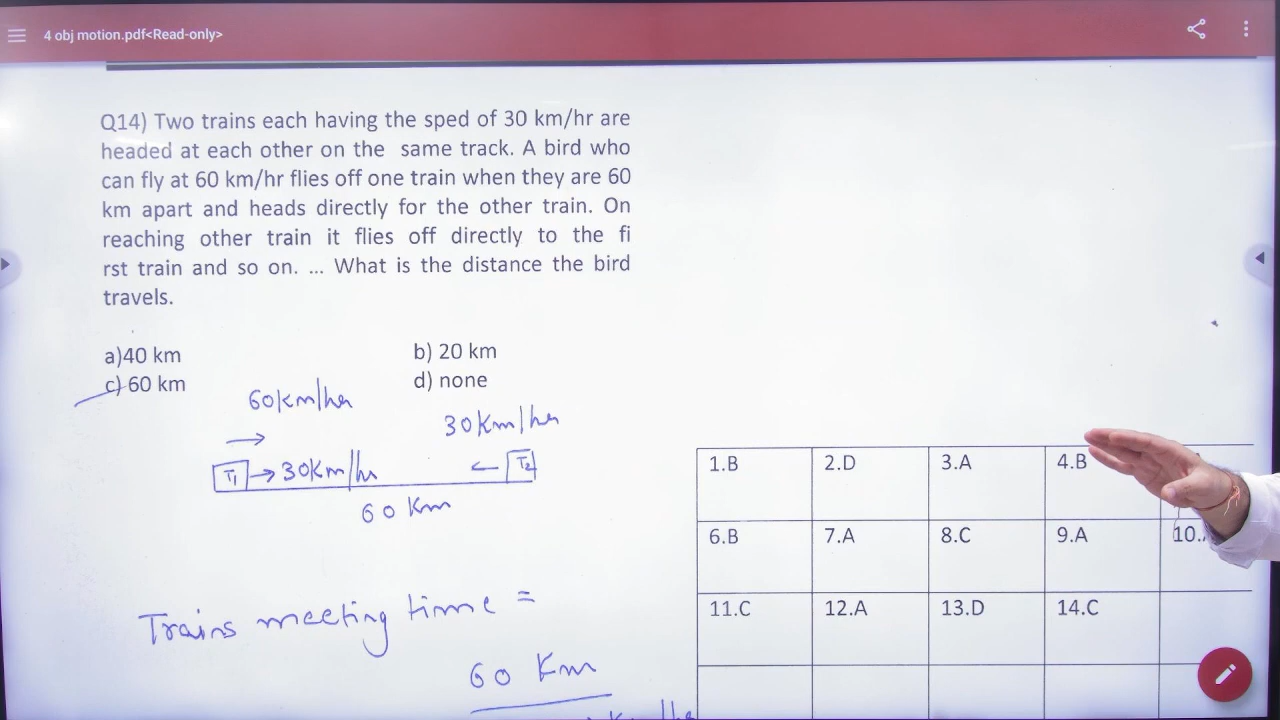 4 obj motion.pdf<Read-only>
Q14) Two trains each having the sped of 30 km/hr are
headed at each other on the same track. A bird who
can fly at 60 km/hr flies off one train when they are 60
km apart and heads directly for the other train. On
reaching other train it flies off directly to the fi
rst train and so on. ... What is the distance the bird
travels.
a)40 km b) 20 km
c) 60 km d) none
60km/hr
30km/hr
T1 → 30km/hr ← T2
60 Km
Trains meeting time =
60 Km
1.B 2.D 3.A 4.B
6.B 7.A 8.C 9.A 10.
11.C 12.A 13.D 14.C